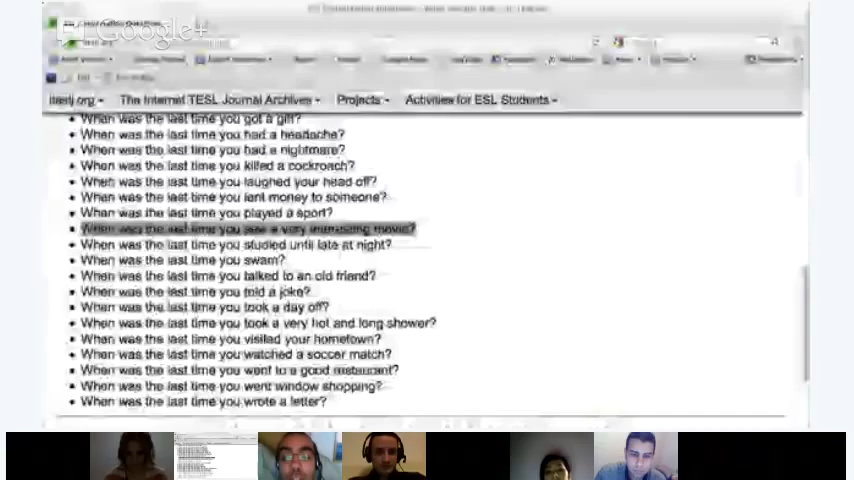 Google+
iteslj.org
The Internet TESL Journal Archives
Projects
Activities for ESL Students
When was the last time you got a gift?
When was the last time you had a headache?
When was the last time you had a nightmare?
When was the last time you killed a cockroach?
When was the last time you laughed your head off?
When was the last time you lent money to someone?
When was the last time you played a sport?
When was the last time you saw a very interesting movie?
When was the last time you studied until late at night?
When was the last time you swam?
When was the last time you talked to an old friend?
When was the last time you told a joke?
When was the last time you took a day off?
When was the last time you took a very hot and long shower?
When was the last time you visited your hometown?
When was the last time you watched a soccer match?
When was the last time you went to a good restaurant?
When was the last time you went window shopping?
When was the last time you wrote a letter?